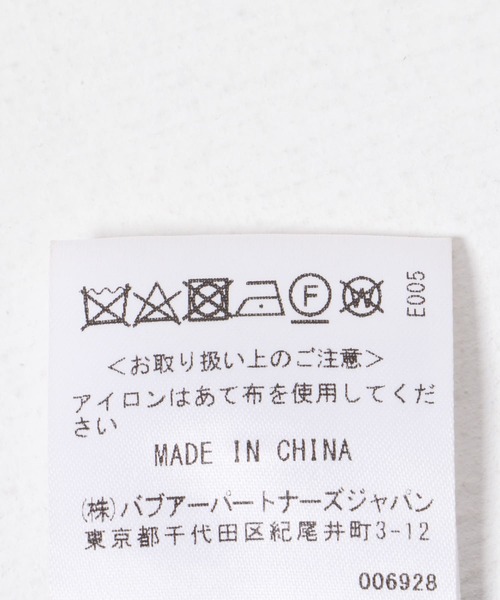 E005
＜お取り扱い上のご注意＞
アイロンはあて布を使用してくだ
さい
MADE IN CHINA
(株)バブアーパートナーズジャパン
東京都千代田区紀尾井町3-12
006928